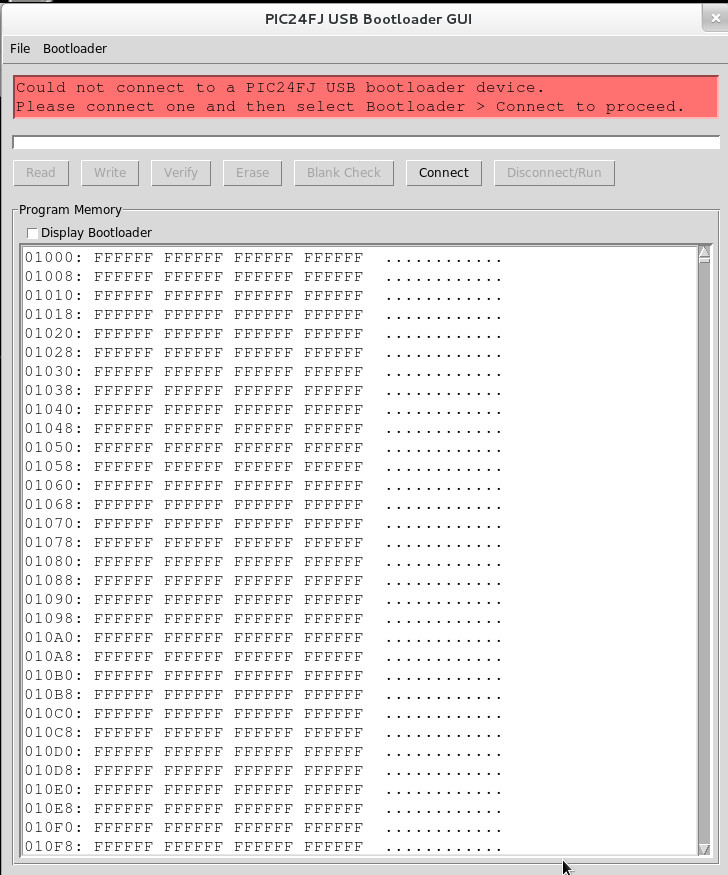 PIC24FJ USB Bootloader GUI
File Bootloader
Could not connect to a PIC24FJ USB bootloader device.
Please connect one and then select Bootloader > Connect to proceed.
Read Write Verify Erase Blank Check Connect Disconnect/Run
Program Memory
Display Bootloader
01000: FFFFFF FFFFFF FFFFFF FFFFFF ............
01008: FFFFFF FFFFFF FFFFFF FFFFFF ............
01010: FFFFFF FFFFFF FFFFFF FFFFFF ............
01018: FFFFFF FFFFFF FFFFFF FFFFFF ............
01020: FFFFFF FFFFFF FFFFFF FFFFFF ............
01028: FFFFFF FFFFFF FFFFFF FFFFFF ............
01030: FFFFFF FFFFFF FFFFFF FFFFFF ............
01038: FFFFFF FFFFFF FFFFFF FFFFFF ............
01040: FFFFFF FFFFFF FFFFFF FFFFFF ............
01048: FFFFFF FFFFFF FFFFFF FFFFFF ............
01050: FFFFFF FFFFFF FFFFFF FFFFFF ............
01058: FFFFFF FFFFFF FFFFFF FFFFFF ............
01060: FFFFFF FFFFFF FFFFFF FFFFFF ............
01068: FFFFFF FFFFFF FFFFFF FFFFFF ............
01070: FFFFFF FFFFFF FFFFFF FFFFFF ............
01078: FFFFFF FFFFFF FFFFFF FFFFFF ............
01080: FFFFFF FFFFFF FFFFFF FFFFFF ............
01088: FFFFFF FFFFFF FFFFFF FFFFFF ............
01090: FFFFFF FFFFFF FFFFFF FFFFFF ............
01098: FFFFFF FFFFFF FFFFFF FFFFFF ............
010A0: FFFFFF FFFFFF FFFFFF FFFFFF ............
010A8: FFFFFF FFFFFF FFFFFF FFFFFF ............
010B0: FFFFFF FFFFFF FFFFFF FFFFFF ............
010B8: FFFFFF FFFFFF FFFFFF FFFFFF ............
010C0: FFFFFF FFFFFF FFFFFF FFFFFF ............
010C8: FFFFFF FFFFFF FFFFFF FFFFFF ............
010D0: FFFFFF FFFFFF FFFFFF FFFFFF ............
010D8: FFFFFF FFFFFF FFFFFF FFFFFF ............
010E0: FFFFFF FFFFFF FFFFFF FFFFFF ............
010E8: FFFFFF FFFFFF FFFFFF FFFFFF ............
010F0: FFFFFF FFFFFF FFFFFF FFFFFF ............
010F8: FFFFFF FFFFFF FFFFFF FFFFFF ............